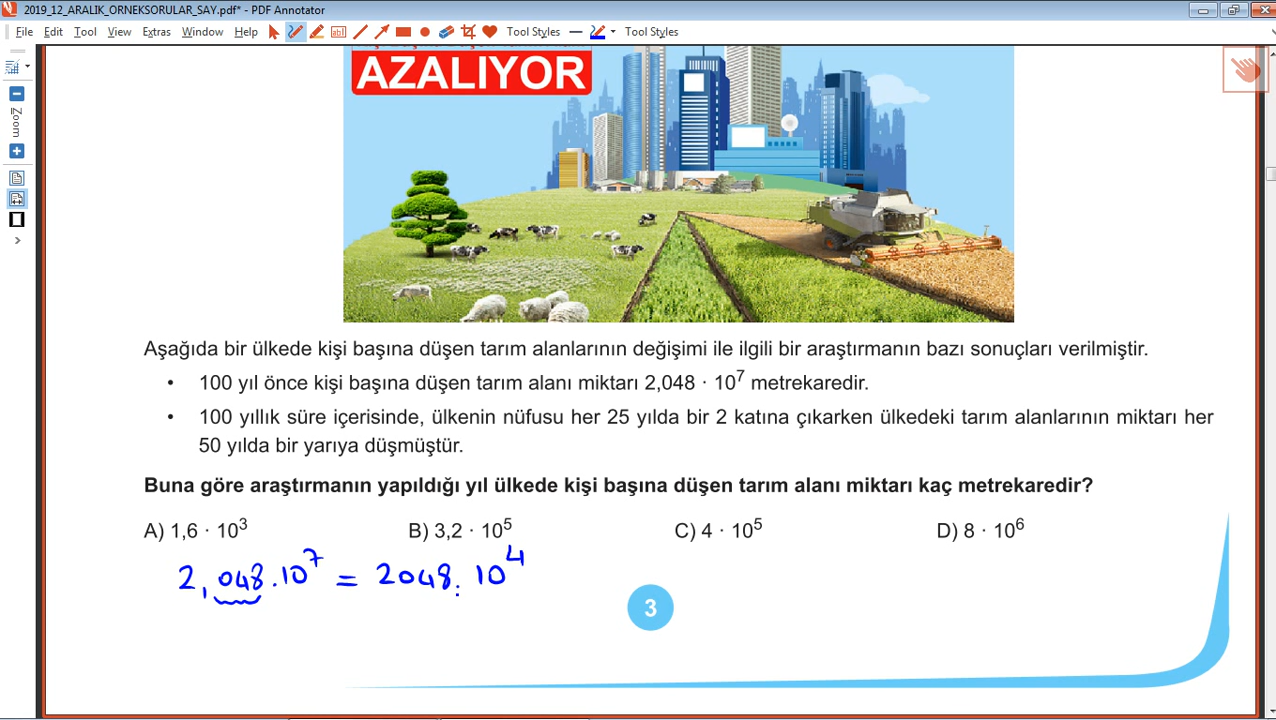 2019_12_ARALIK_ORNEKSORULAR_SAY.pdf* - PDF Annotator
File Edit Tool View Extras Window Help Tool Styles Tool Styles
Zoom
AZALIYOR
Aşağıda bir ülkede kişi başına düşen tarım alanlarının değişimi ile ilgili bir araştırmanın bazı sonuçları verilmiştir.
• 100 yıl önce kişi başına düşen tarım alanı miktarı 2,048 · 10⁷ metrekaredir.
• 100 yıllık süre içerisinde, ülkenin nüfusu her 25 yılda bir 2 katına çıkarken ülkedeki tarım alanlarının miktarı her
50 yılda bir yarıya düşmüştür.
Buna göre araştırmanın yapıldığı yıl ülkede kişi başına düşen tarım alanı miktarı kaç metrekaredir?
A) 1,6 · 10³ B) 3,2 · 10⁵ C) 4 · 10⁵ D) 8 · 10⁶
2,048 . 10⁷ = 2048 . 10⁴
3